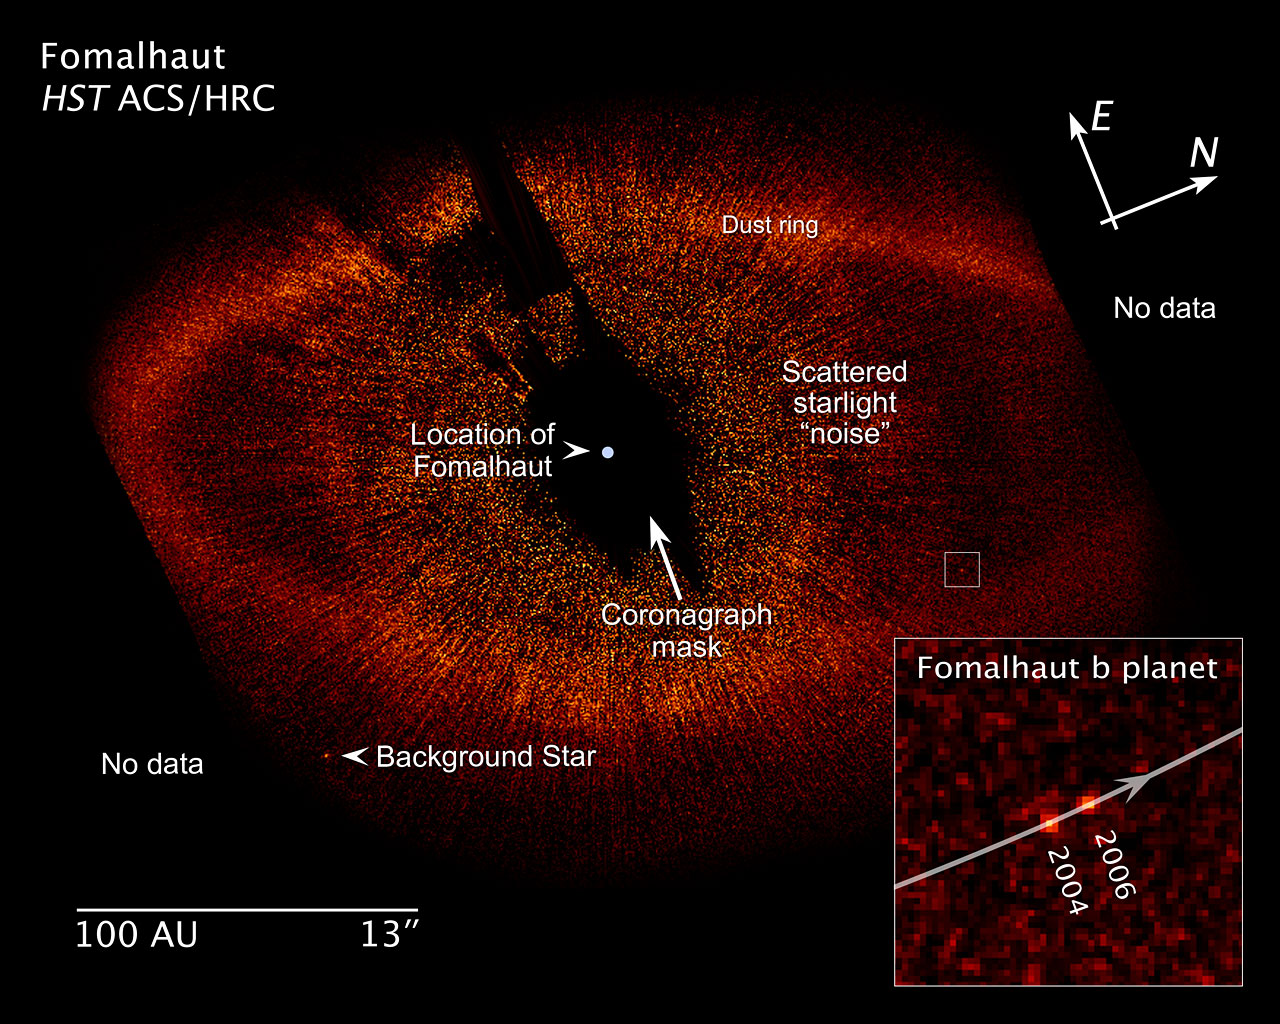 Fomalhaut
HST ACS/HRC
E
N
Dust ring
No data
Scattered
starlight
“noise”
Location of
Fomalhaut
Coronagraph
mask
Fomalhaut b planet
No data
Background Star
2006
2004
100 AU
13”